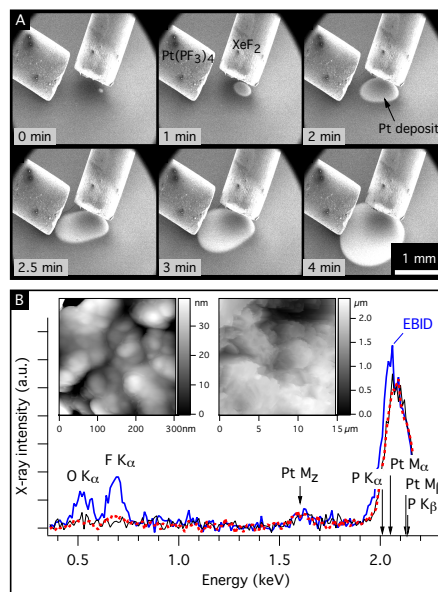 A
Pt(PF3)4
XeF2
Pt deposit
0 min
1 min
2 min
2.5 min
3 min
4 min
1 mm
B
X-ray intensity (a.u.)
nm
30
20
10
0
0 100 200 300nm
µm
2.0
1.5
1.0
0.5
0.0
0 5 10 15 µm
EBID
O Kα
F Kα
Pt MZ
P Kα
Pt Mα
Pt Mβ
P Kβ
0.5 1.0 1.5 2.0
Energy (keV)